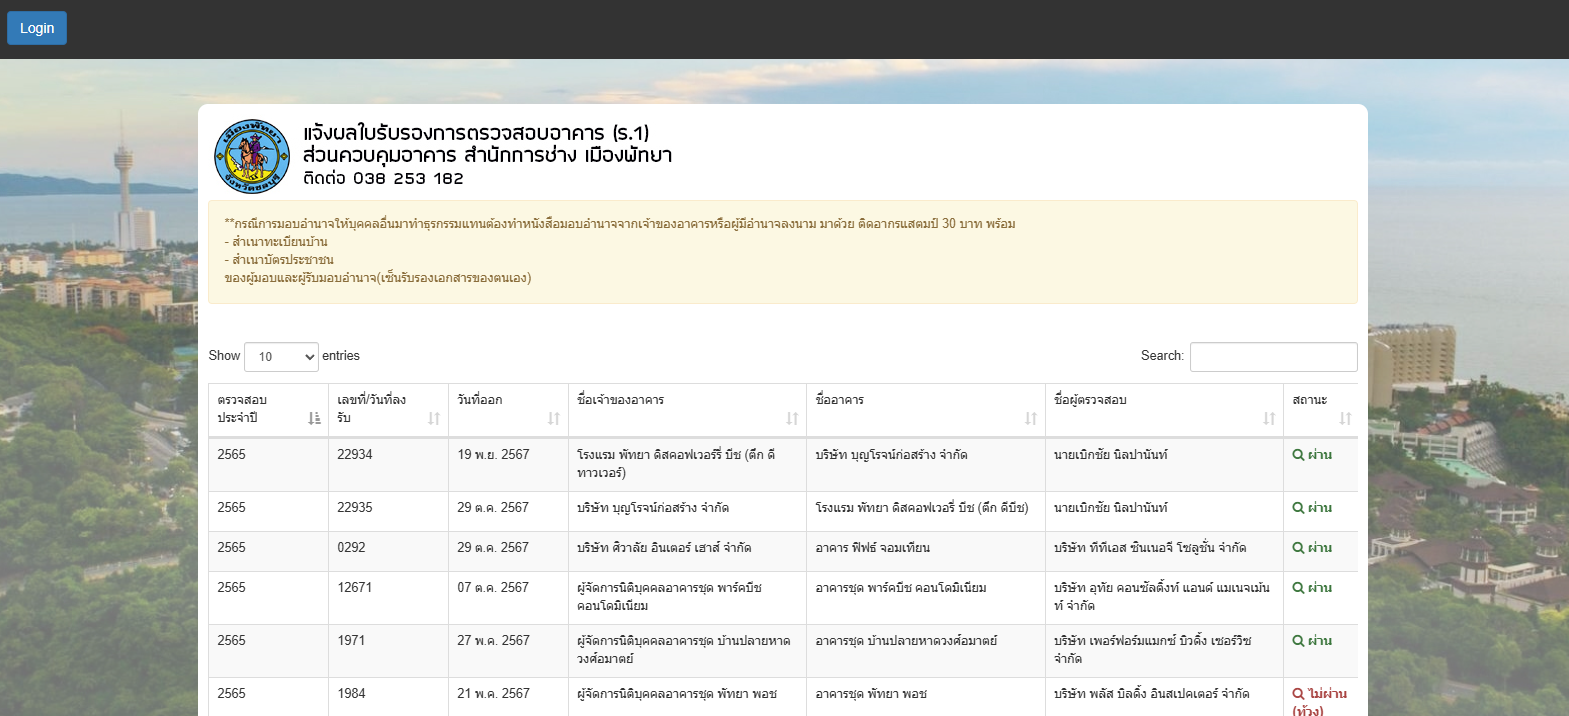 Login
เมืองพัทยา
จังหวัดชลบุรี
แจ้งผลใบรับรองการตรวจสอบอาคาร (ร.1)
ส่วนควบคุมอาคาร สำนักการช่าง เมืองพัทยา
ติดต่อ 038 253 182
**กรณีการมอบอำนาจให้บุคคลอื่นมาทำธุรกรรมแทนต้องทำหนังสือมอบอำนาจจากเจ้าของอาคารหรือผู้มีอำนาจลงนาม มาด้วย ติดอากรแสตมป์ 30 บาท พร้อม
- สำเนาทะเบียนบ้าน
- สำเนาบัตรประชาชน
ของผู้มอบและผู้รับมอบอำนาจ(เซ็นรับรองเอกสารของตนเอง)
Show 10 entries Search:
ตรวจสอบ เลขที่/วันที่ลง วันที่ออก ชื่อเจ้าของอาคาร ชื่ออาคาร ชื่อผู้ตรวจสอบ สถานะ
ประจำปี รับ
2565 22934 19 พ.ย. 2567 โรงแรม พัทยา ดิสคอฟเวอร์รี่ บีช (ตึก ดี บริษัท บุญโรจน์ก่อสร้าง จำกัด นายเบิกชัย นิลปานันท์ ผ่าน
ทาวเวอร์)
2565 22935 29 ต.ค. 2567 บริษัท บุญโรจน์ก่อสร้าง จำกัด โรงแรม พัทยา ดิสคอฟเวอรี่ บีช (ตึก ดีบีช) นายเบิกชัย นิลปานันท์ ผ่าน
2565 0292 29 ต.ค. 2567 บริษัท ศิวาลัย อินเตอร์ เฮาส์ จำกัด อาคาร ฟิฟธ์ จอมเทียน บริษัท ทีทีเอส ซินเนอจี โซลูชั่น จำกัด ผ่าน
2565 12671 07 ต.ค. 2567 ผู้จัดการนิติบุคคลอาคารชุด พาร์คบีช อาคารชุด พาร์คบีช คอนโดมิเนียม บริษัท อุทัย คอนซัลติ้งท์ แอนด์ แมเนจเม้น ผ่าน
คอนโดมิเนียม ท์ จำกัด
2565 1971 27 พ.ค. 2567 ผู้จัดการนิติบุคคลอาคารชุด บ้านปลายหาด อาคารชุด บ้านปลายหาดวงศ์อมาตย์ บริษัท เพอร์ฟอร์มแมกซ์ บิวดิ้ง เซอร์วิซ ผ่าน
วงศ์อมาตย์ จำกัด
2565 1984 21 พ.ค. 2567 ผู้จัดการนิติบุคคลอาคารชุด พัทยา พอช อาคารชุด พัทยา พอช บริษัท พลัส บิลดิ้ง อินสเปคเตอร์ จำกัด ไม่ผ่าน
(ท้วง)